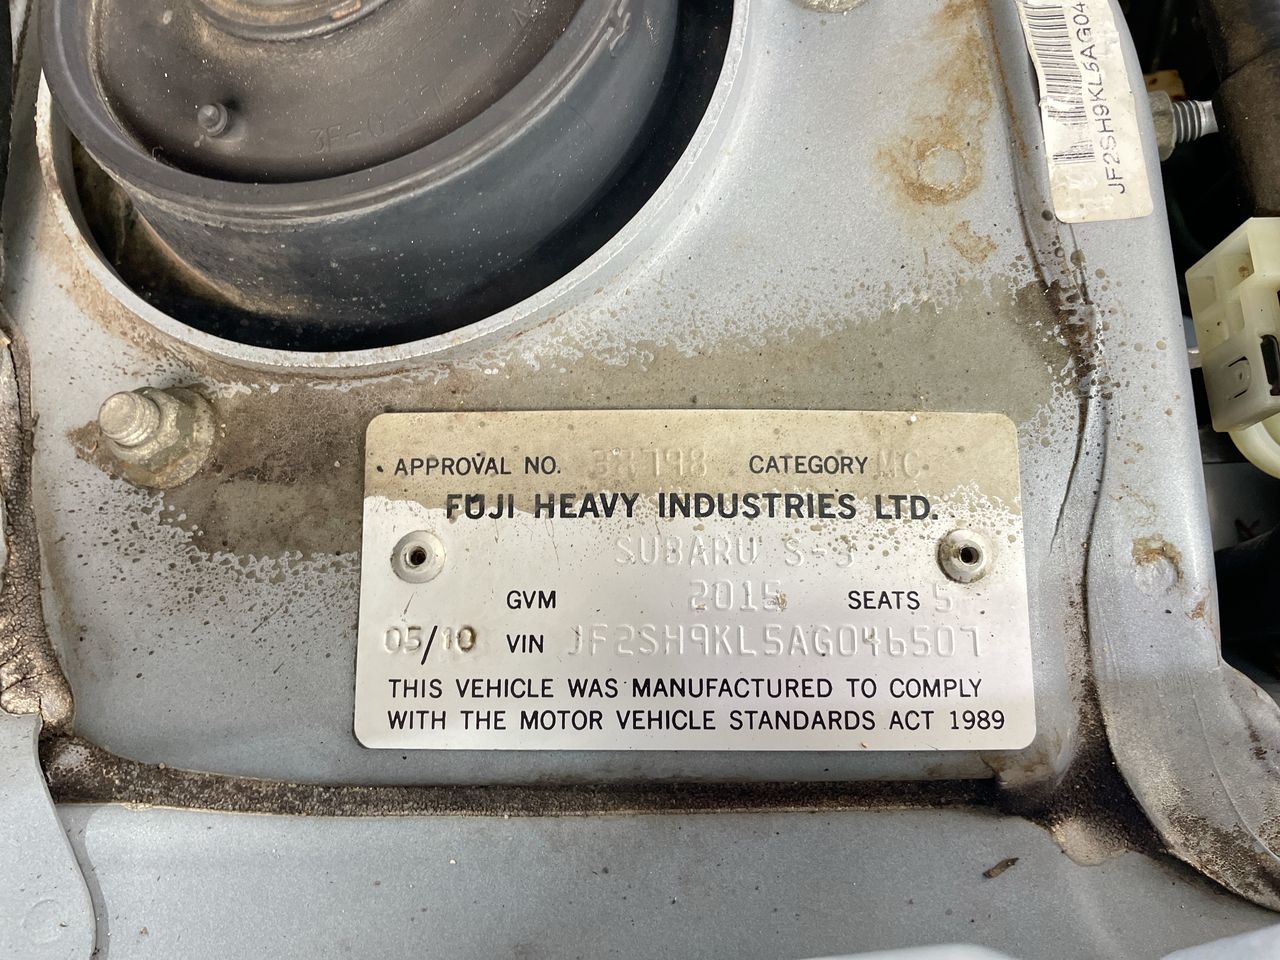 JF2SH9KL5AG04
APPROVAL NO. 37798 CATEGORY MC
FUJI HEAVY INDUSTRIES LTD.
SUBARU S-3
GVM 2015 SEATS 5
05/10 VIN JF2SH9KL5AG046507
THIS VEHICLE WAS MANUFACTURED TO COMPLY
WITH THE MOTOR VEHICLE STANDARDS ACT 1989